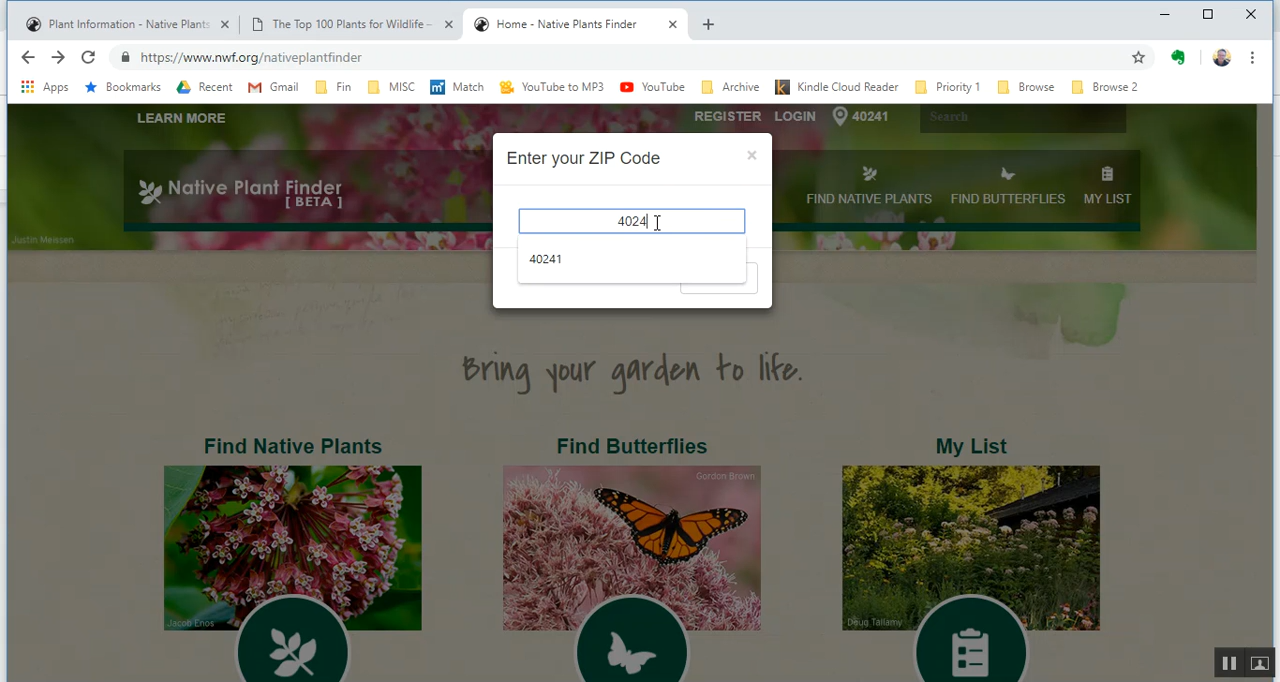 Plant Information - Native Plants
The Top 100 Plants for Wildlife –
Home - Native Plants Finder
https://www.nwf.org/nativeplantfinder
Apps
Bookmarks
Recent
Gmail
Fin
MISC
Match
YouTube to MP3
YouTube
Archive
Kindle Cloud Reader
Priority 1
Browse
Browse 2
LEARN MORE
REGISTER
LOGIN
40241
Search
Native Plant Finder
[ BETA ]
FIND NATIVE PLANTS
FIND BUTTERFLIES
MY LIST
Justin Meissen
Enter your ZIP Code
4024
40241
Bring your garden to life.
Find Native Plants
Find Butterflies
My List
Jacob Enos
Gordon Brown
Doug Tallamy